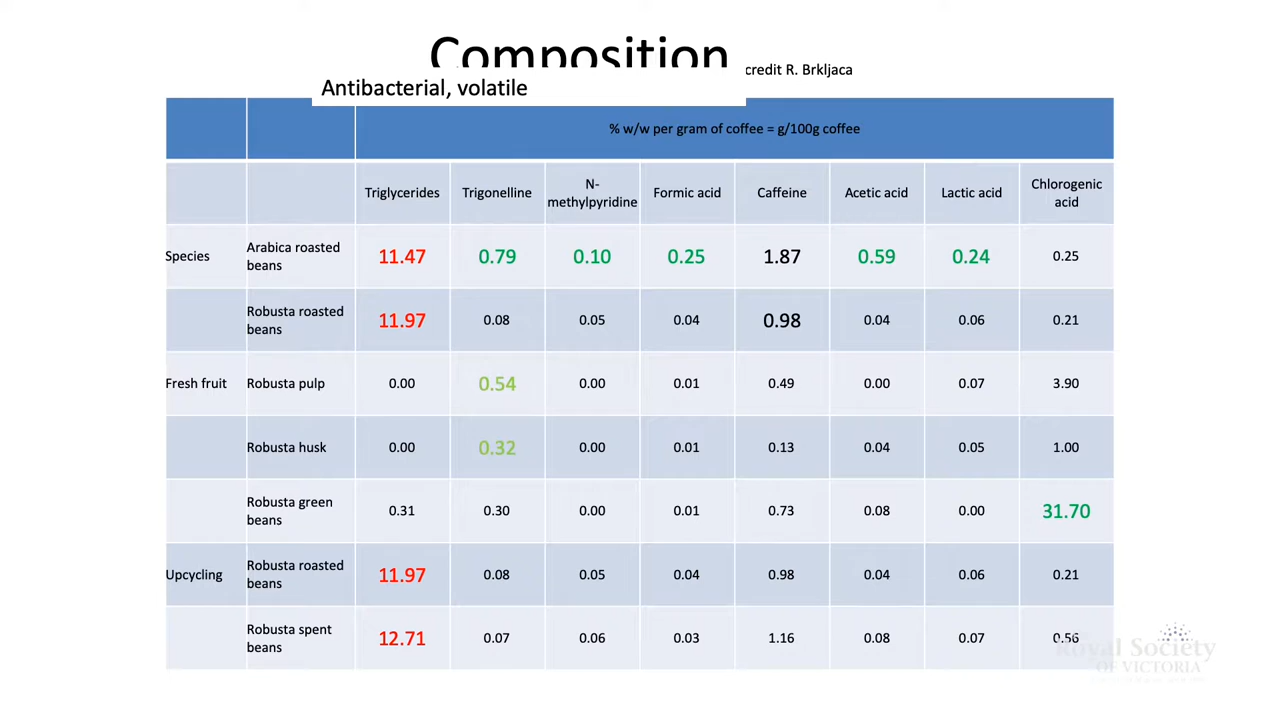 Composition
credit R. Brkljaca
Antibacterial, volatile
% w/w per gram of coffee = g/100g coffee
Triglycerides Trigonelline N-methylpyridine Formic acid Caffeine Acetic acid Lactic acid Chlorogenic acid
Species Arabica roasted beans 11.47 0.79 0.10 0.25 1.87 0.59 0.24 0.25
Robusta roasted beans 11.97 0.08 0.05 0.04 0.98 0.04 0.06 0.21
Fresh fruit Robusta pulp 0.00 0.54 0.00 0.01 0.49 0.00 0.07 3.90
Robusta husk 0.00 0.32 0.00 0.01 0.13 0.04 0.05 1.00
Robusta green beans 0.31 0.30 0.00 0.01 0.73 0.08 0.00 31.70
Upcycling Robusta roasted beans 11.97 0.08 0.05 0.04 0.98 0.04 0.06 0.21
Robusta spent beans 12.71 0.07 0.06 0.03 1.16 0.08 0.07 0.56
Royal Society
OF VICTORIA